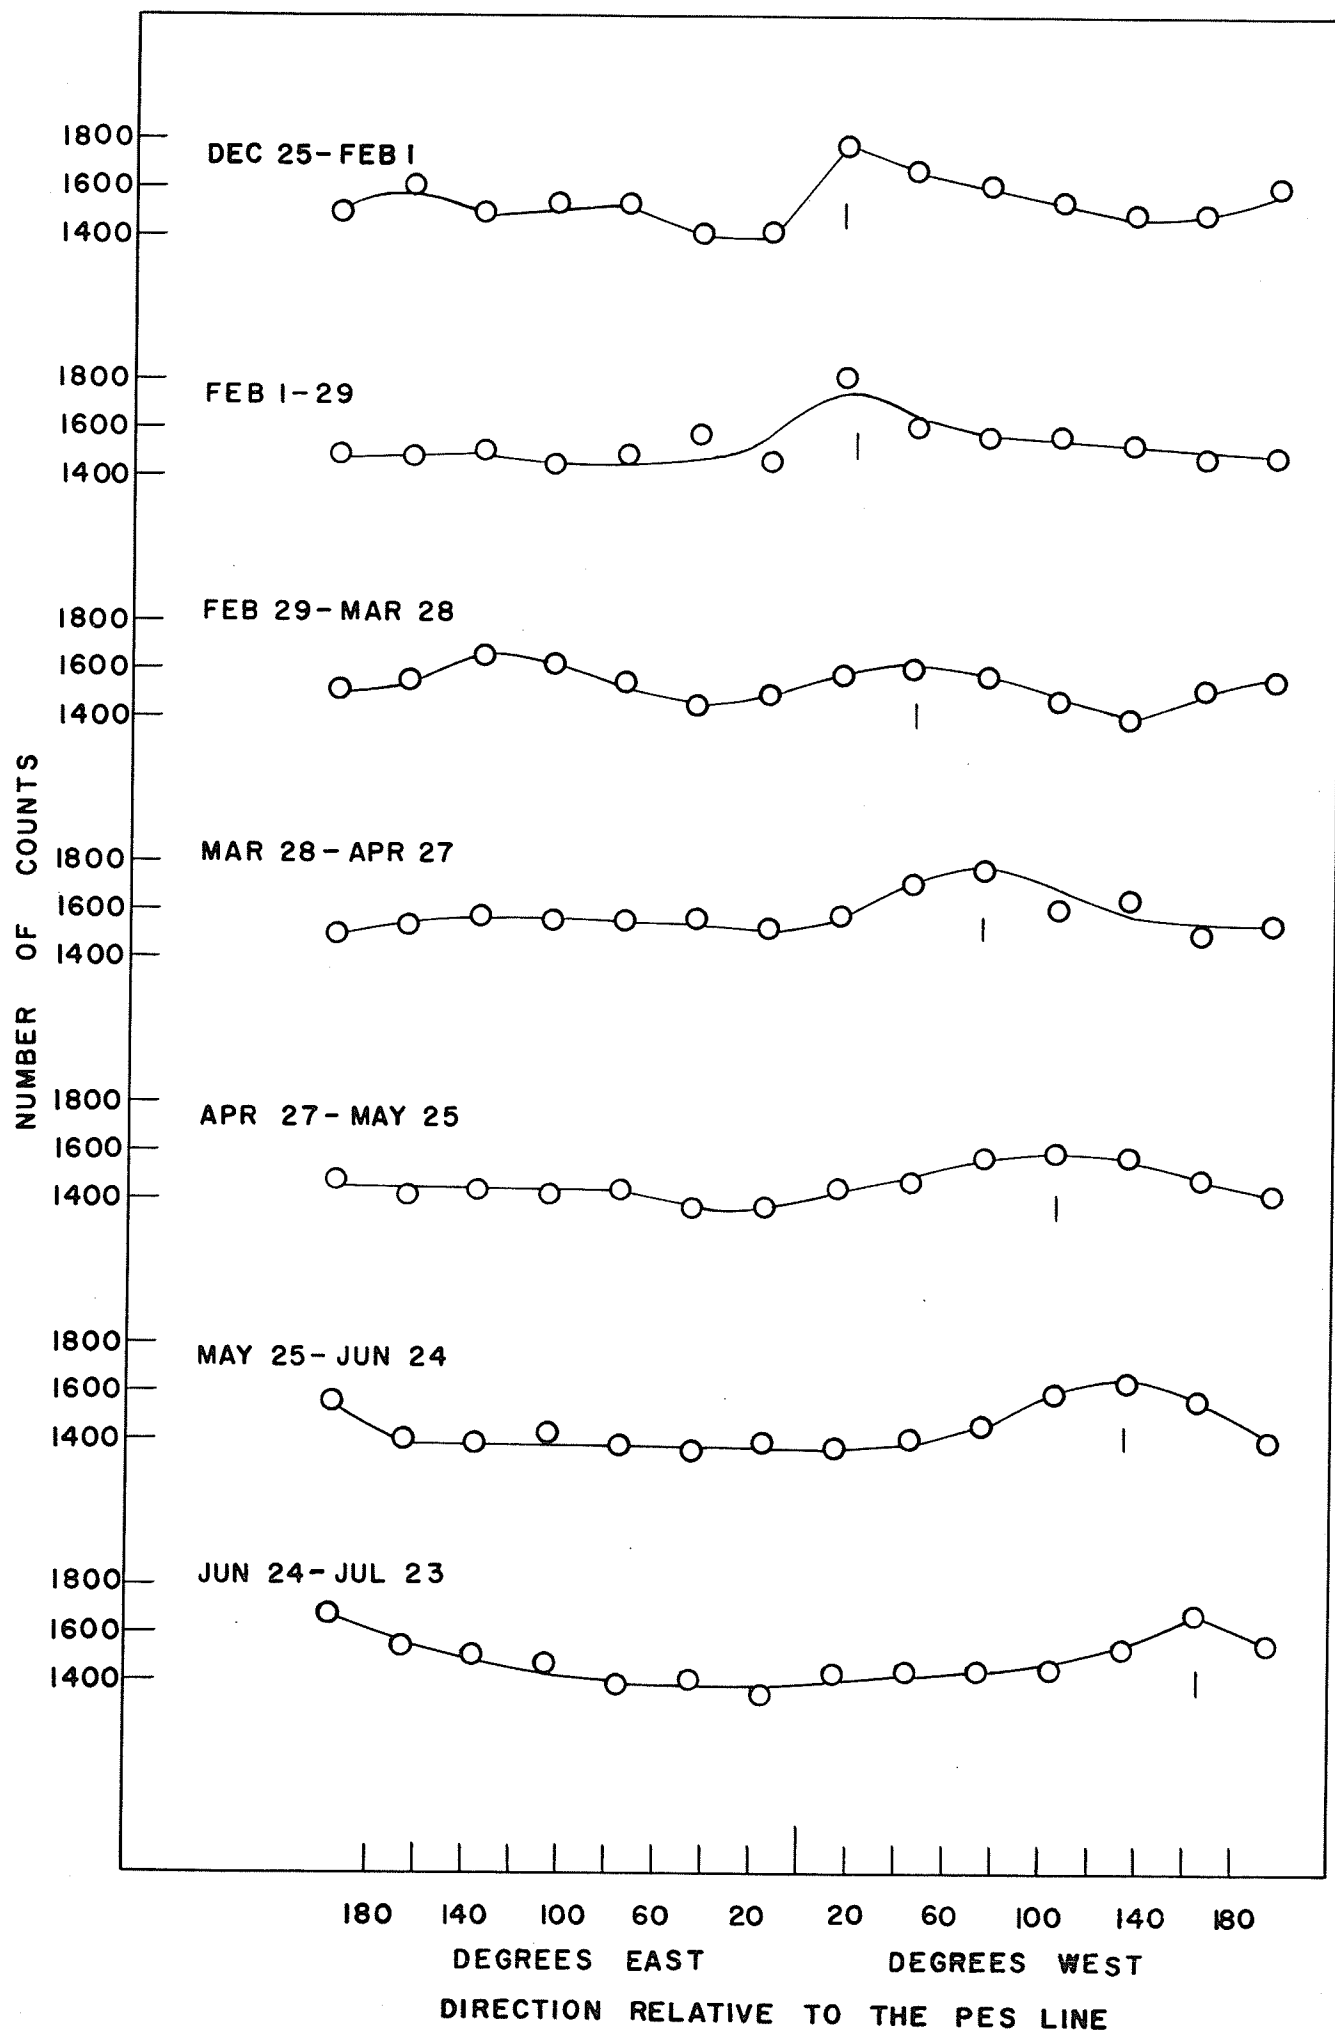 1800
DEC 25-FEB 1
1600
1400
1800
FEB 1-29
1600
1400
1800
FEB 29-MAR 28
1600
1400
1800
MAR 28-APR 27
1600
1400
1800
APR 27-MAY 25
1600
1400
1800
MAY 25-JUN 24
1600
1400
1800
JUN 24-JUL 23
1600
1400
NUMBER OF COUNTS
180 140 100 60 20 20 60 100 140 180
DEGREES EAST DEGREES WEST
DIRECTION RELATIVE TO THE PES LINE